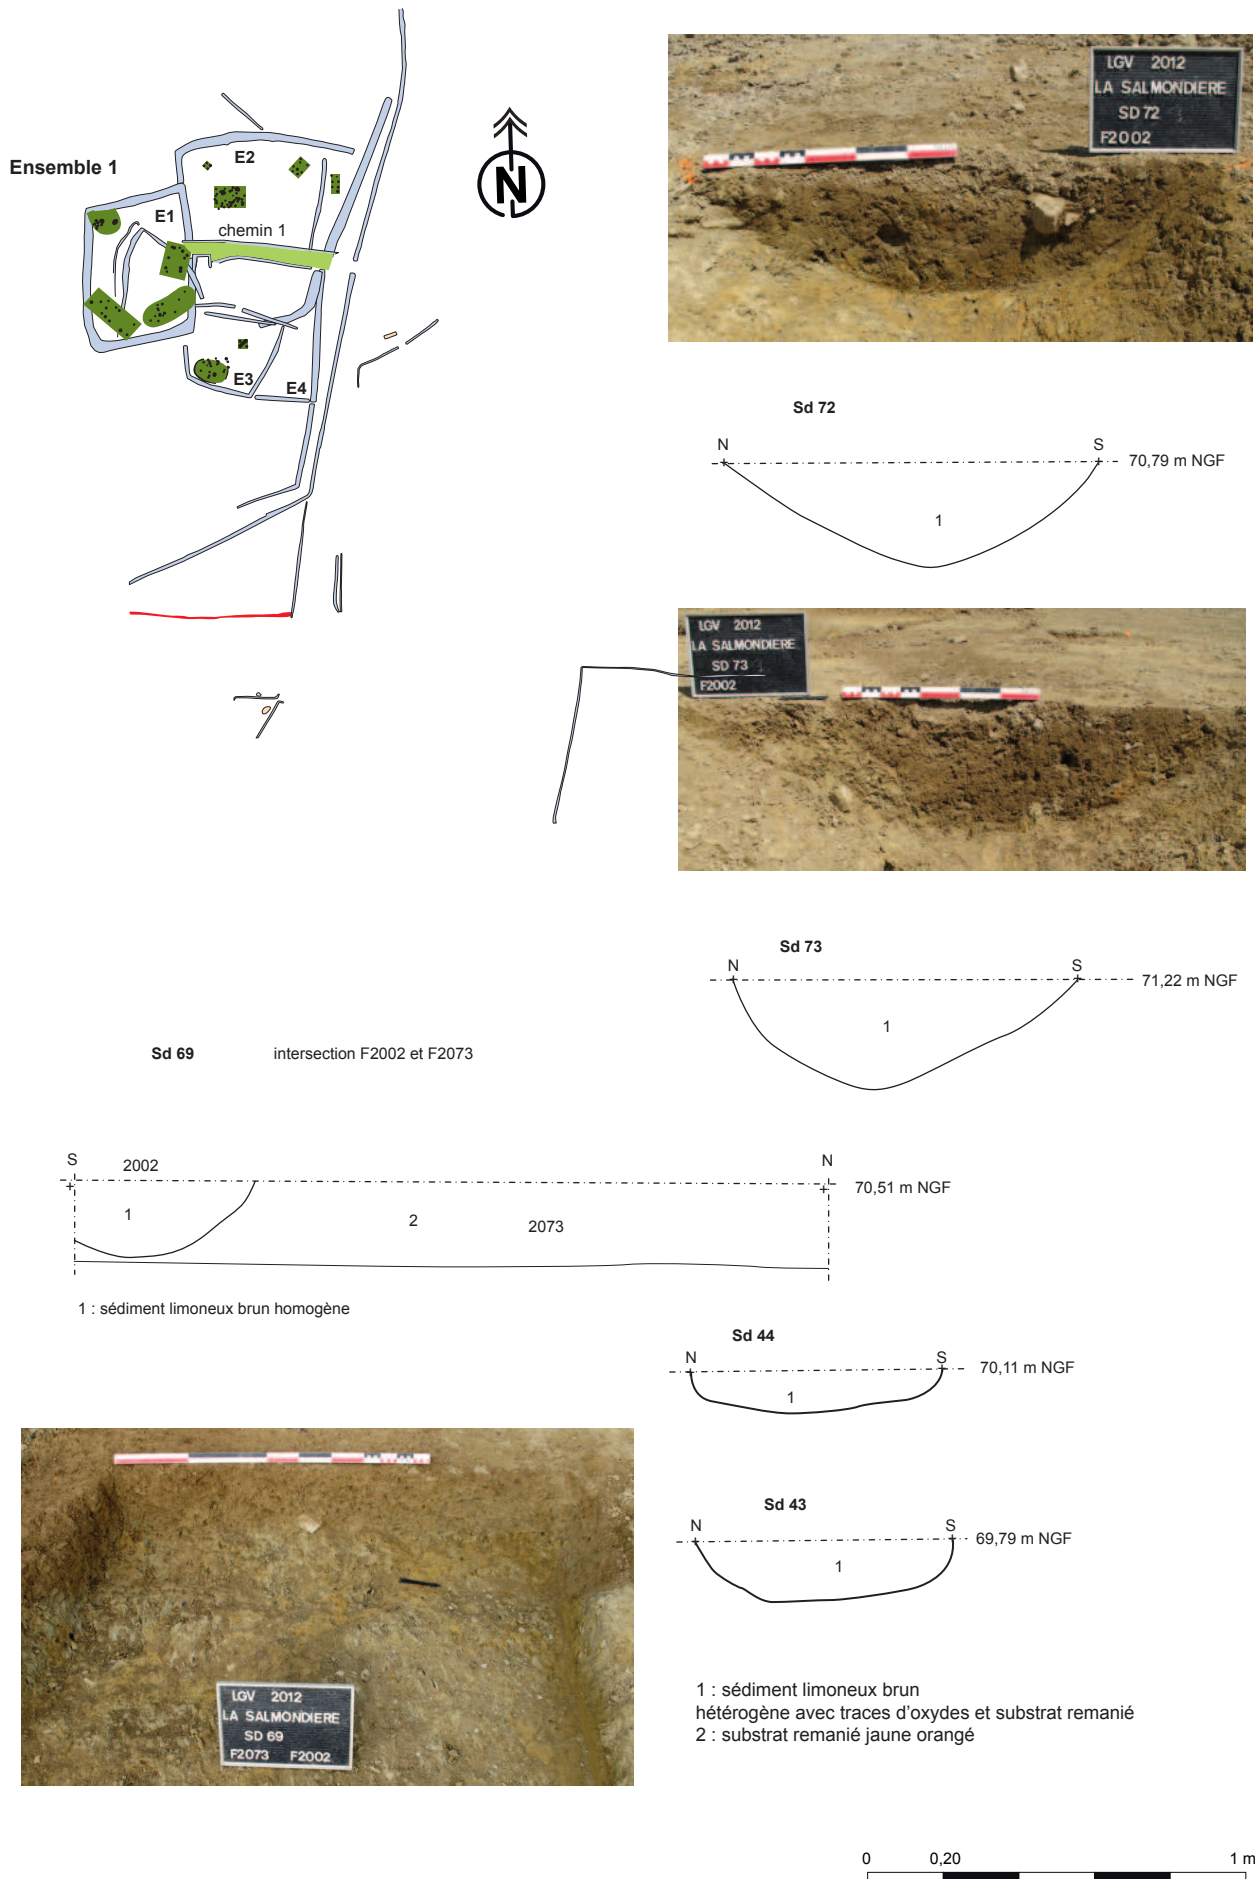 Ensemble 1
E2
E1
chemin 1
E3
E4
N
LGV 2012
LA SALMONDIERE
SD 72
F2002
Sd 72
N S
70,79 m NGF
1
LGV 2012
LA SALMONDIERE
SD 73
F2002
Sd 73
N S
71,22 m NGF
1
Sd 69 intersection F2002 et F2073
S 2002 N
70,51 m NGF
1 2 2073
1 : sédiment limoneux brun homogène
Sd 44
N S
70,11 m NGF
1
LGV 2012
LA SALMONDIERE
SD 69
F2073 F2002
Sd 43
N S
69,79 m NGF
1
1 : sédiment limoneux brun
hétérogène avec traces d'oxydes et substrat remanié
2 : substrat remanié jaune orangé
0 0,20 1 m